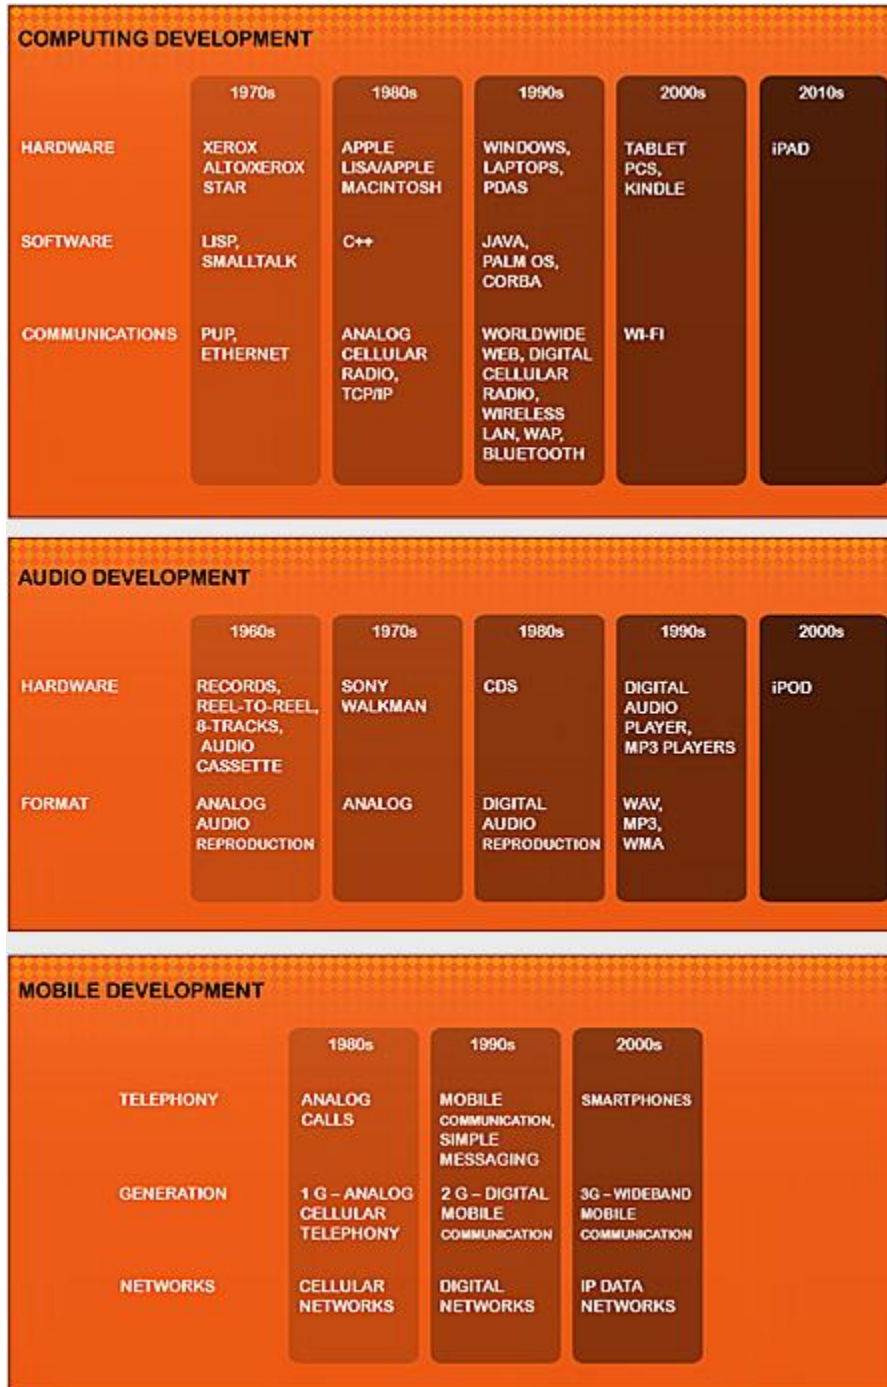 COMPUTING DEVELOPMENT
1970s 1980s 1990s 2000s 2010s
HARDWARE
XEROX
ALTO/XEROX
STAR
APPLE
LISA/APPLE
MACINTOSH
WINDOWS,
LAPTOPS,
PDAS
TABLET
PCS,
KINDLE
iPAD
SOFTWARE
LISP,
SMALLTALK
C++
JAVA,
PALM OS,
CORBA
COMMUNICATIONS
PUP,
ETHERNET
ANALOG
CELLULAR
RADIO,
TCP/IP
WORLDWIDE
WEB, DIGITAL
CELLULAR
RADIO,
WIRELESS
LAN, WAP,
BLUETOOTH
WI-FI
AUDIO DEVELOPMENT
1960s 1970s 1980s 1990s 2000s
HARDWARE
RECORDS,
REEL-TO-REEL,
8-TRACKS,
AUDIO
CASSETTE
SONY
WALKMAN
CDS
DIGITAL
AUDIO
PLAYER,
MP3 PLAYERS
iPOD
FORMAT
ANALOG
AUDIO
REPRODUCTION
ANALOG
DIGITAL
AUDIO
REPRODUCTION
WAV,
MP3,
WMA
MOBILE DEVELOPMENT
1980s 1990s 2000s
TELEPHONY
ANALOG
CALLS
MOBILE
COMMUNICATION,
SIMPLE
MESSAGING
SMARTPHONES
GENERATION
1 G – ANALOG
CELLULAR
TELEPHONY
2 G – DIGITAL
MOBILE
COMMUNICATION
3G – WIDEBAND
MOBILE
COMMUNICATION
NETWORKS
CELLULAR
NETWORKS
DIGITAL
NETWORKS
IP DATA
NETWORKS